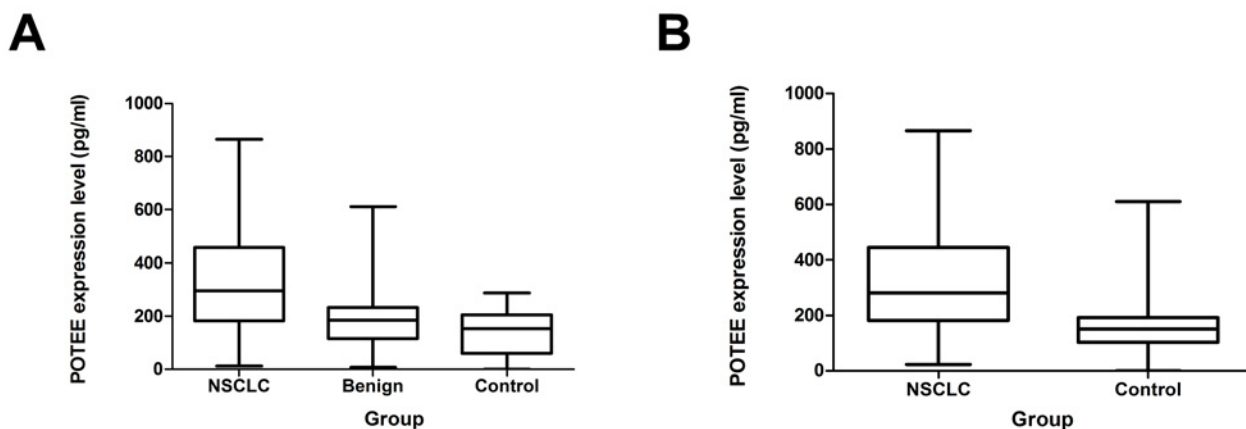 A
POTEE expression level (pg/ml)
1000
800
600
400
200
0
NSCLC Benign Control
Group
B
POTEE expression level (pg/ml)
1000
800
600
400
200
0
NSCLC Control
Group